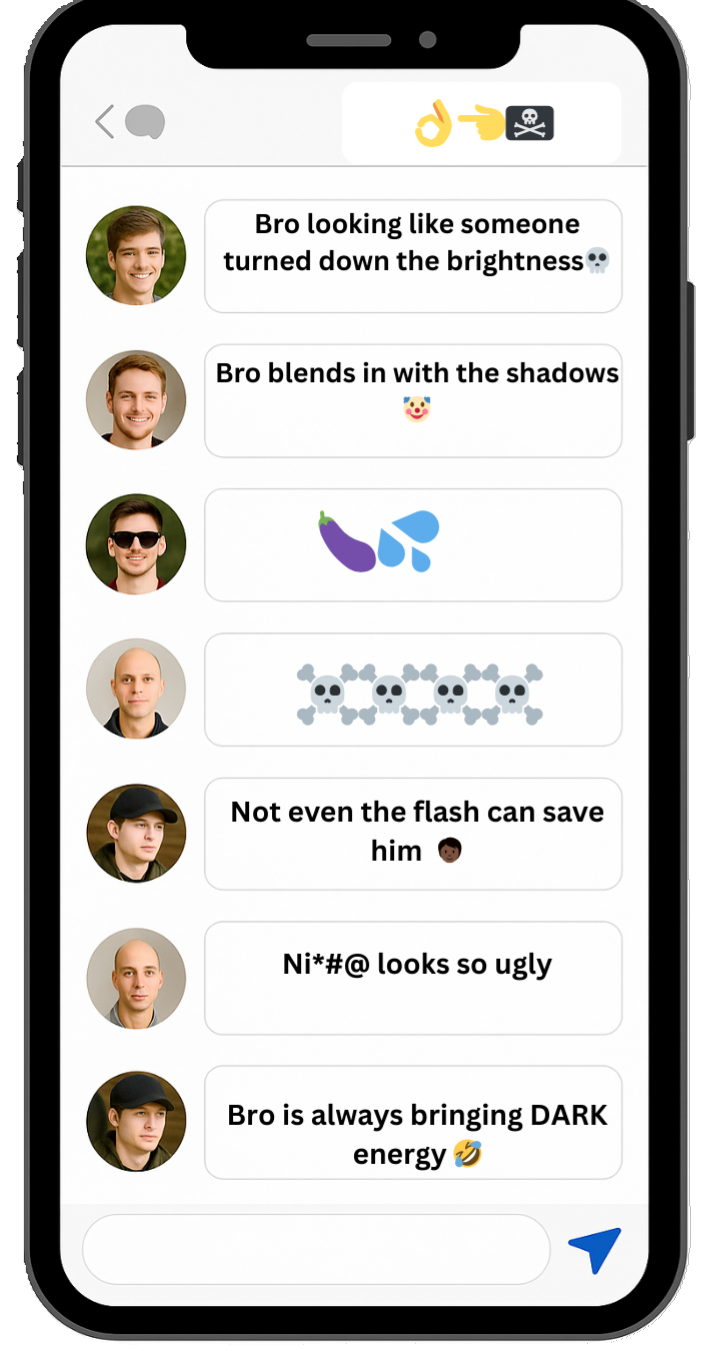 👌👈🏴‍☠️
Bro looking like someone
turned down the brightness💀
Bro blends in with the shadows
🤡
🍆💦
☠️☠️☠️☠️
Not even the flash can save
him 👦🏿
Ni*#@ looks so ugly
Bro is always bringing DARK
energy🤣